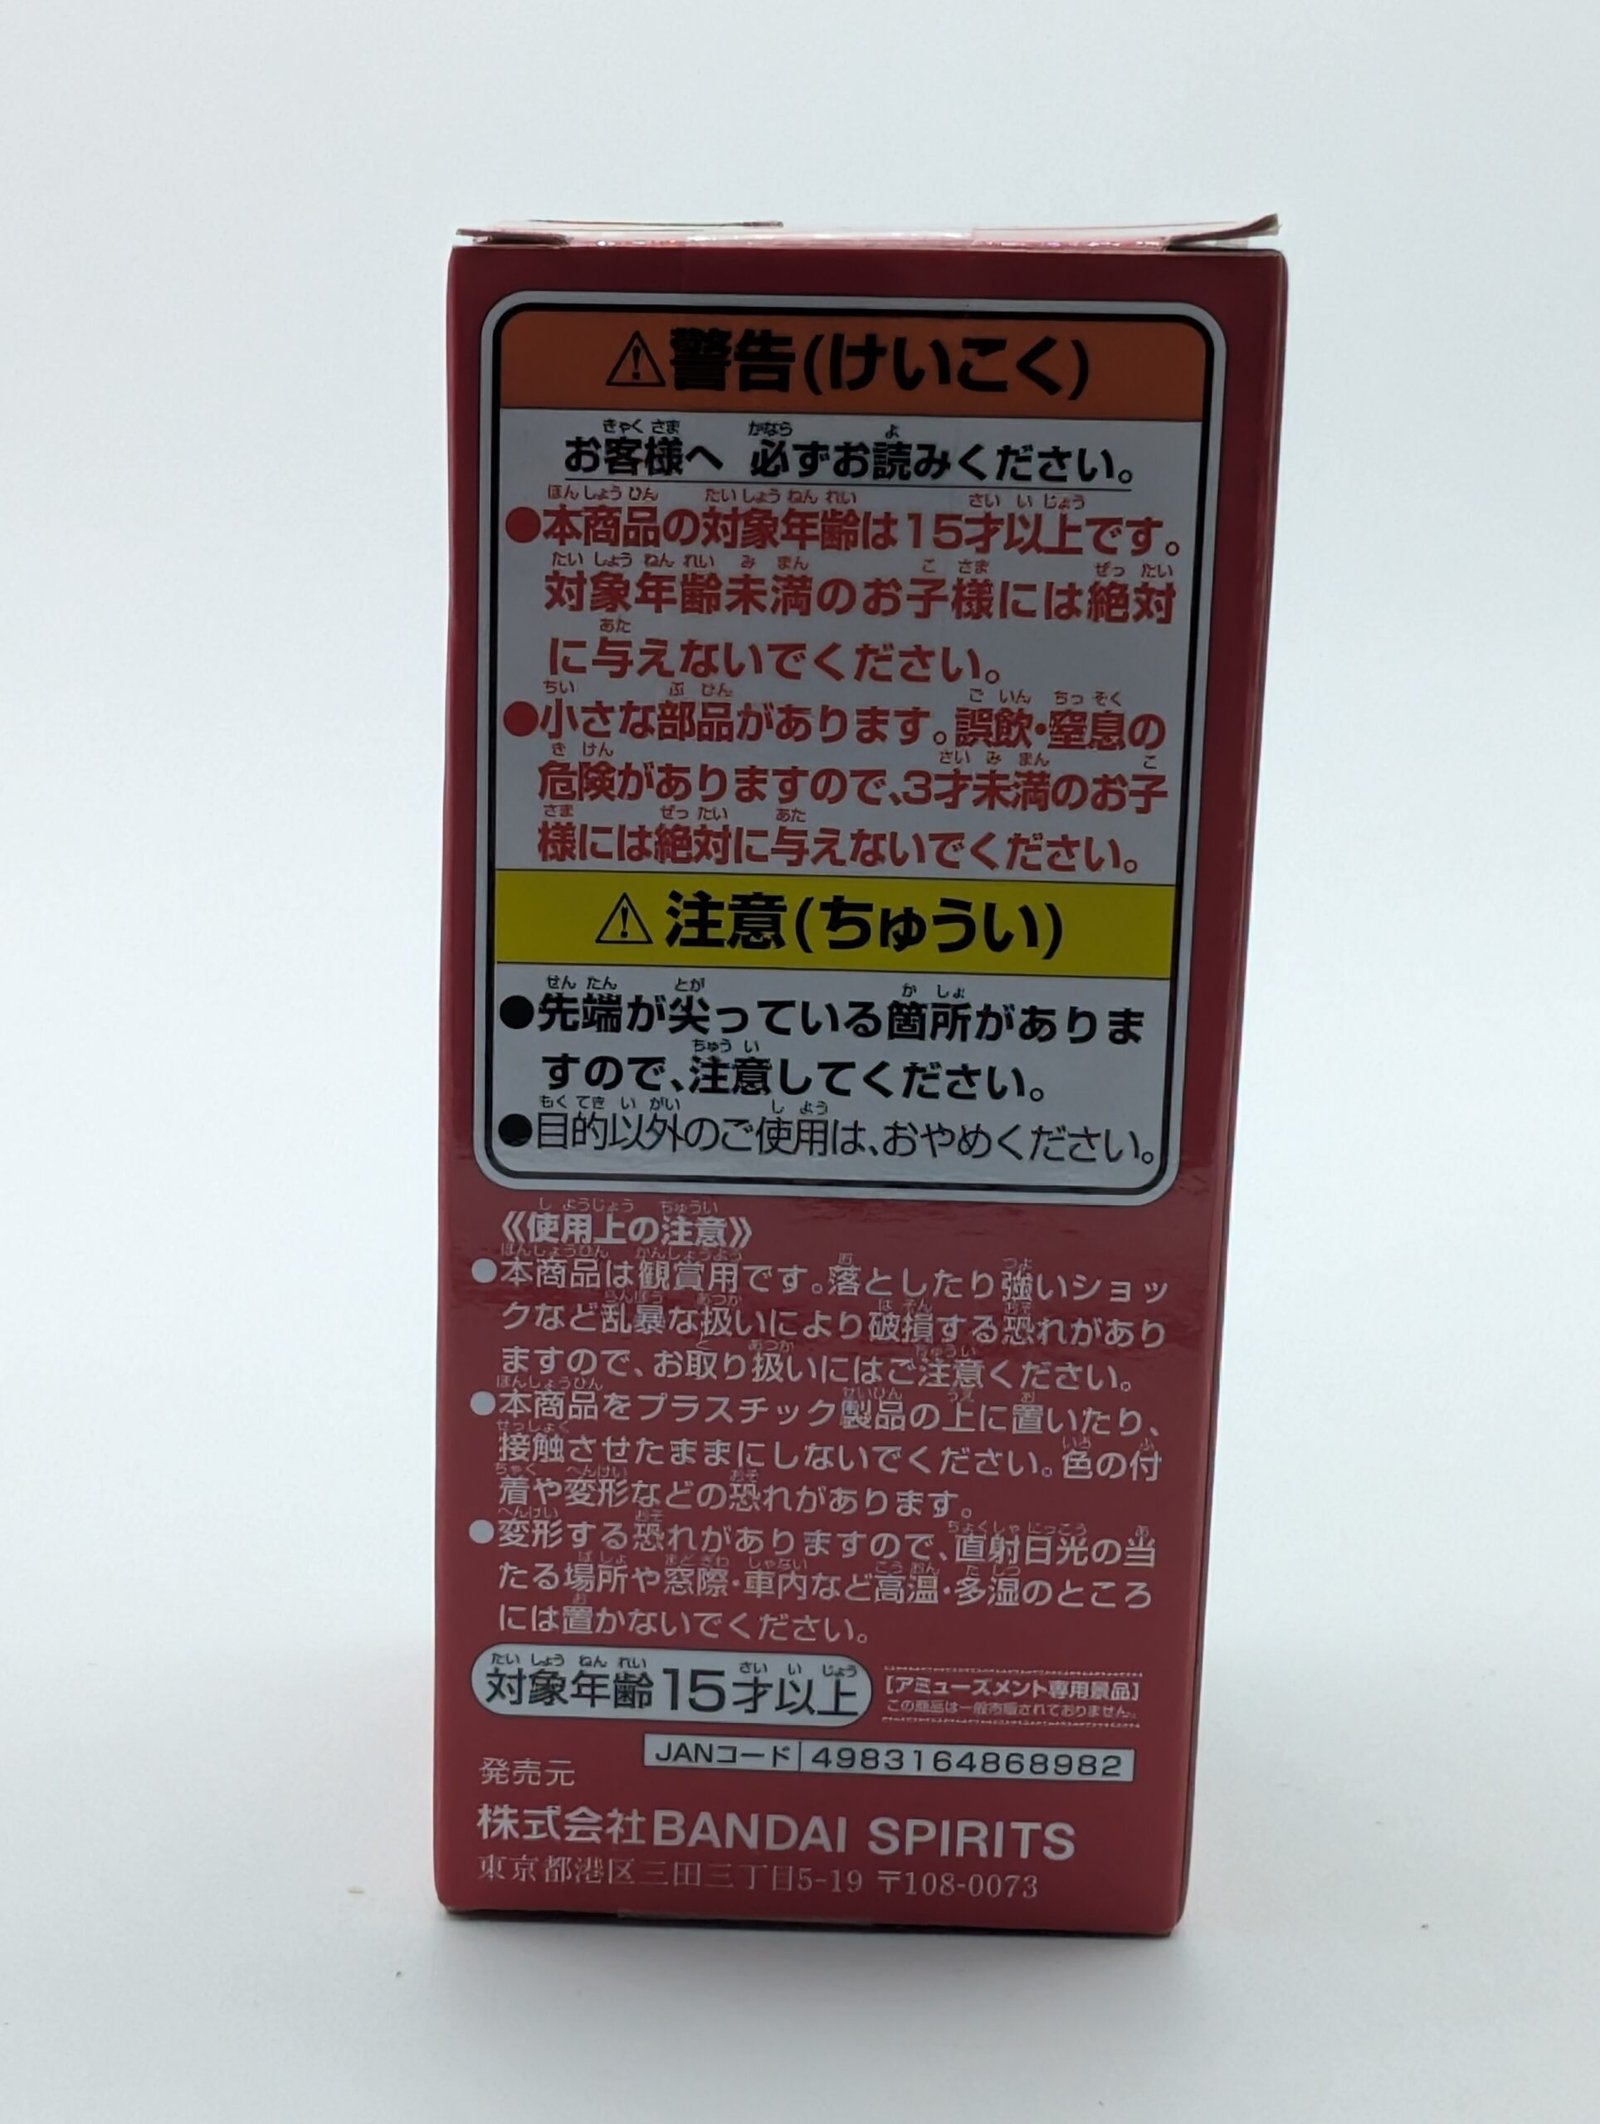 ⚠警告(けいこく)
お客様へ 必ずお読みください。
●本商品の対象年齢は15才以上です。
対象年齢未満のお子様には絶対
に与えないでください。
●小さな部品があります。誤飲・窒息の
危険がありますので、3才未満のお子
様には絶対に与えないでください。
⚠注意(ちゅうい)
●先端が尖っている箇所がありま
すので、注意してください。
●目的以外のご使用は、おやめください。
《使用上の注意》
●本商品は観賞用です。落としたり強いショッ
クなど乱暴な扱いにより破損する恐れがあり
ますので、お取り扱いにはご注意ください。
●本商品をプラスチック製品の上に置いたり、
接触させたままにしないでください。色の付
着や変形などの恐れがあります。
●変形する恐れがありますので、直射日光の当
たる場所や窓際・車内など高温・多湿のところ
には置かないでください。
対象年齢15才以上
[アミューズメント専用景品]
この商品は一般市販されておりません。
JANコード 4983164868982
発売元
株式会社BANDAI SPIRITS
東京都港区三田三丁目5-19 〒108-0073